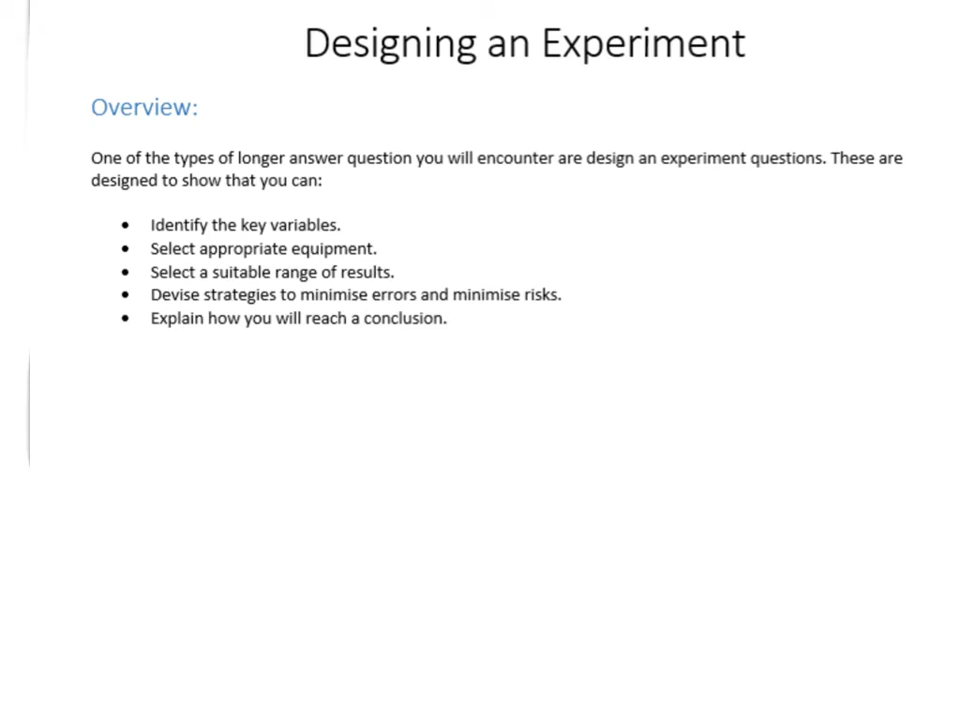 Designing an Experiment
Overview:
One of the types of longer answer question you will encounter are design an experiment questions. These are
designed to show that you can:
• Identify the key variables.
• Select appropriate equipment.
• Select a suitable range of results.
• Devise strategies to minimise errors and minimise risks.
• Explain how you will reach a conclusion.